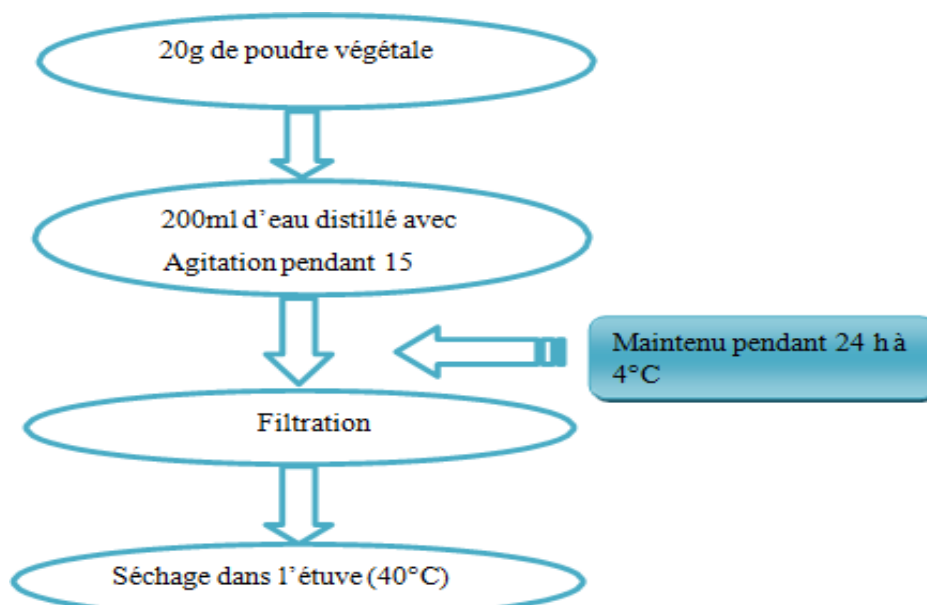 20g de poudre végétale
200ml d'eau distillé avec
Agitation pendant 15
Maintenu pendant 24 h à
4°C
Filtration
Séchage dans l'étuve (40°C)